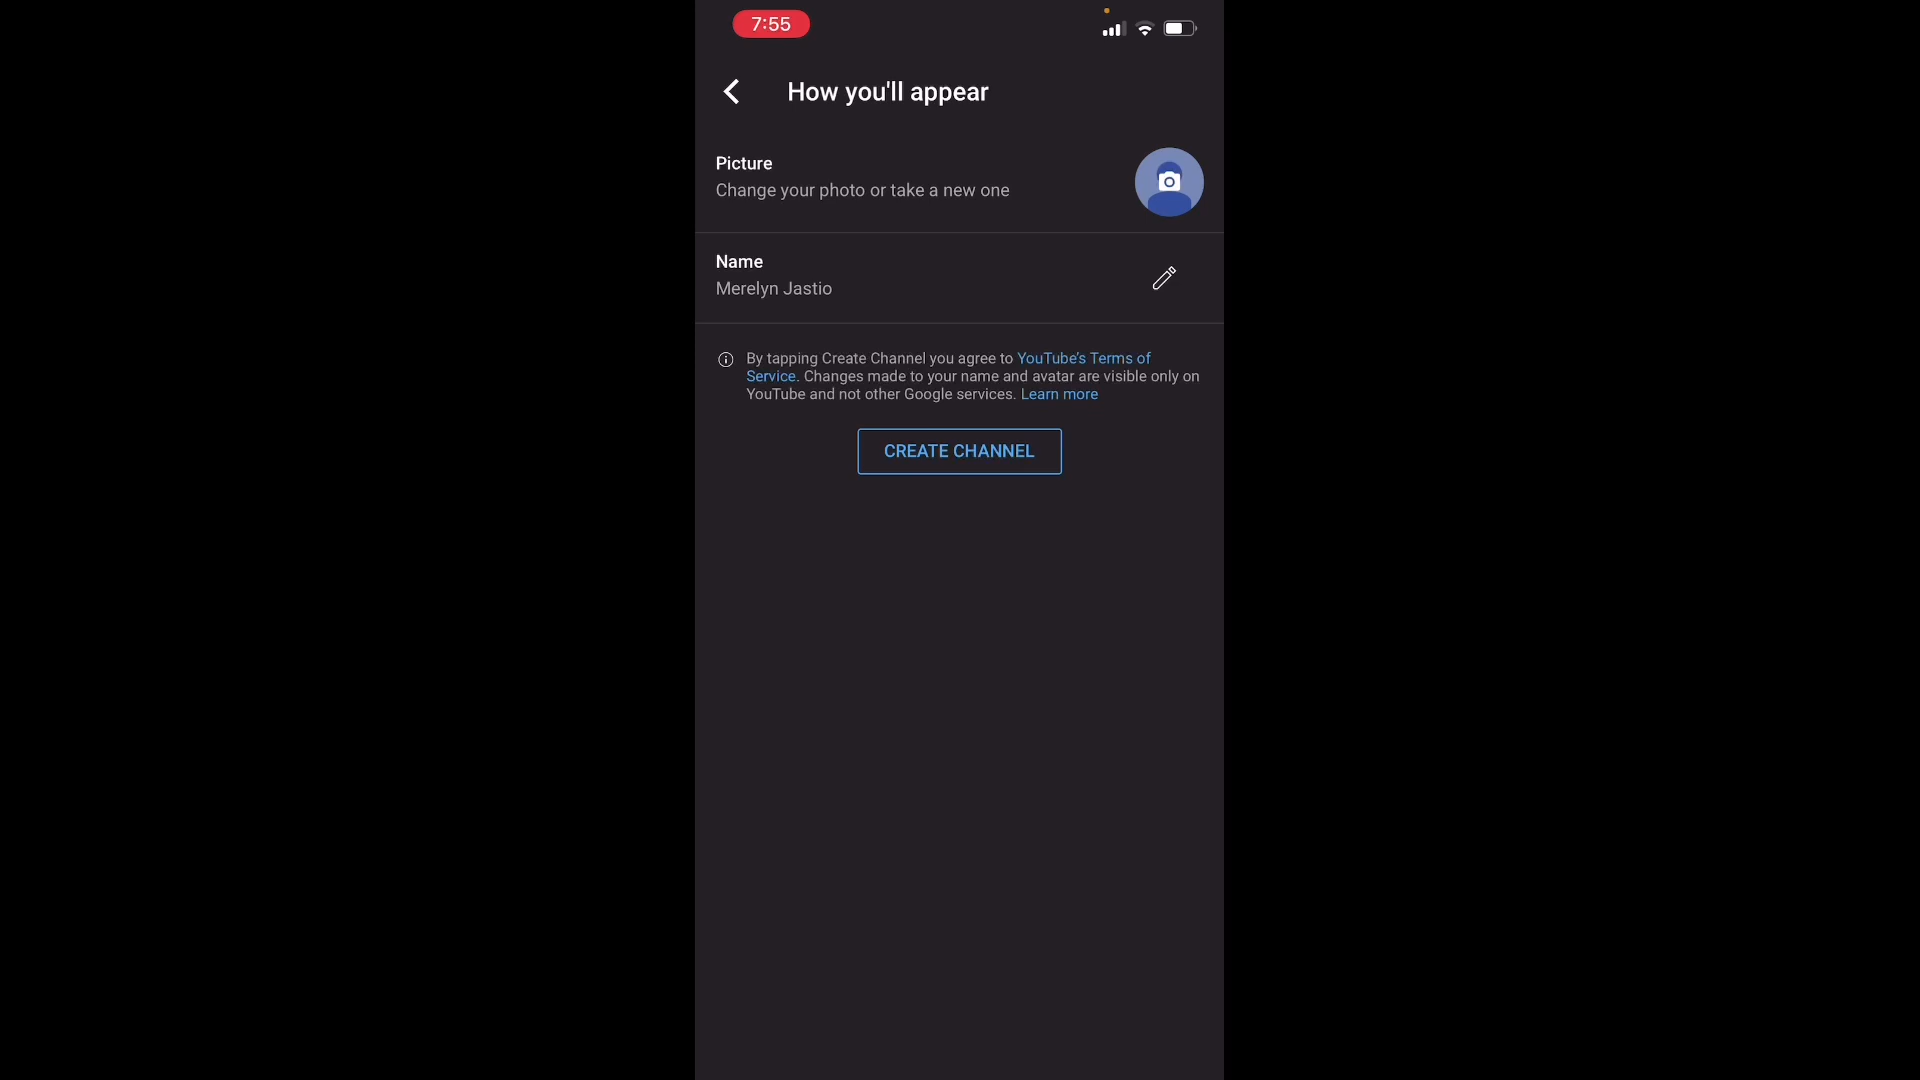 7:55
How you'll appear
Picture
Change your photo or take a new one
Name
Merelyn Jastio
By tapping Create Channel you agree to YouTube's Terms of
Service. Changes made to your name and avatar are visible only on
YouTube and not other Google services. Learn more
CREATE CHANNEL